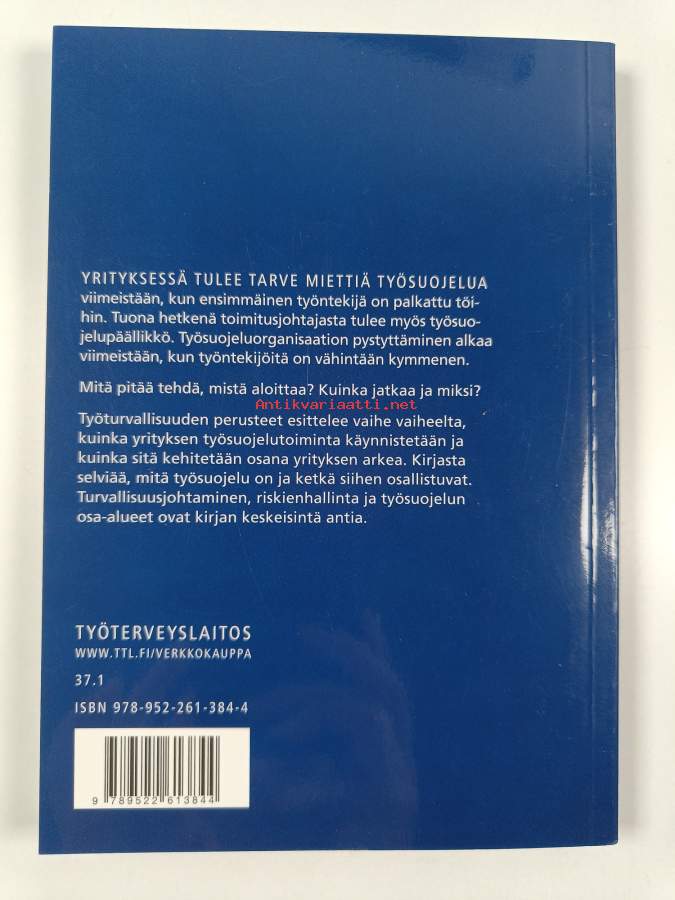 YRITYKSESSÄ TULEE TARVE MIETTIÄ TYÖSUOJELUA
viimeistään, kun ensimmäinen työntekijä on palkattu töi-
hin. Tuona hetkenä toimitusjohtajasta tulee myös työsuo-
jelupäällikkö. Työsuojeluorganisaation pystyttäminen alkaa
viimeistään, kun työntekijöitä on vähintään kymmenen.
Mitä pitää tehdä, mistä aloittaa? Kuinka jatkaa ja miksi?
Antikvariaatti.net
Työturvallisuuden perusteet esittelee vaihe vaiheelta,
kuinka yrityksen työsuojelutoiminta käynnistetään ja
kuinka sitä kehitetään osana yrityksen arkea. Kirjasta
selviää, mitä työsuojelu on ja ketkä siihen osallistuvat.
Turvallisuusjohtaminen, riskienhallinta ja työsuojelun
osa-alueet ovat kirjan keskeisintä antia.
TYÖTERVEYSLAITOS
WWW.TTL.FI/VERKKOKAUPPA
37.1
ISBN 978-952-261-384-4
9 789522 613844